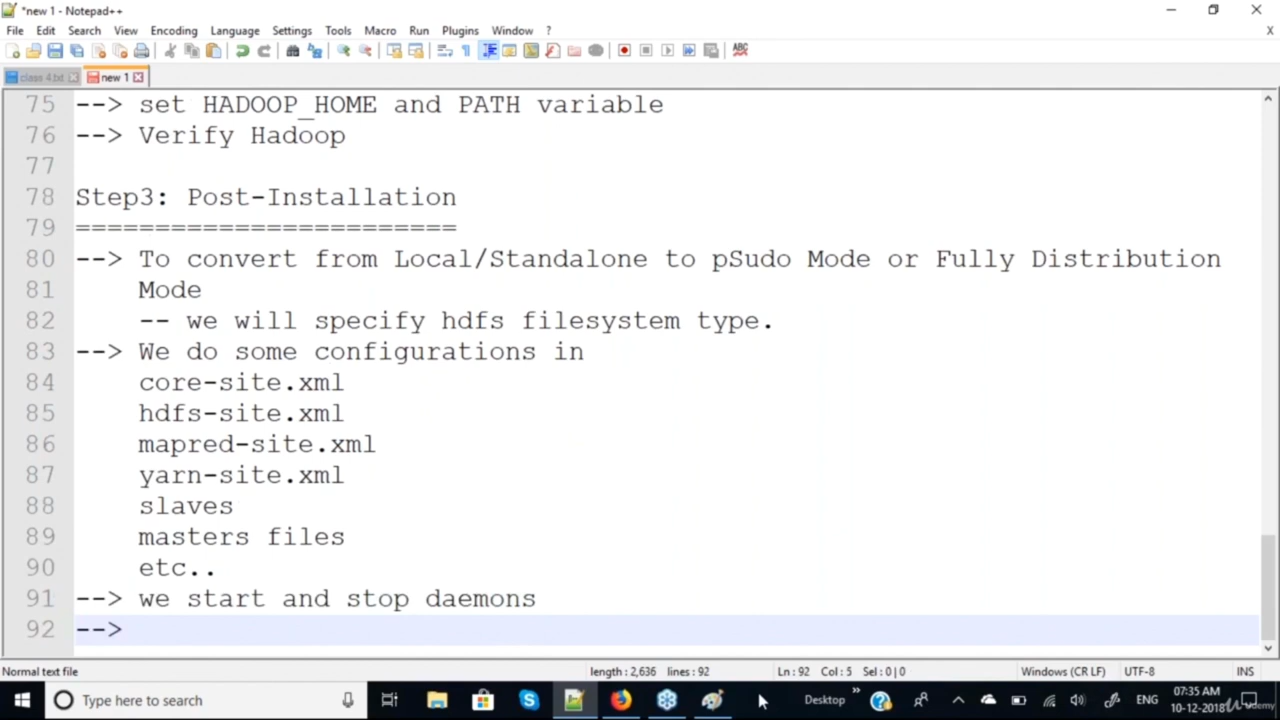 *new 1 - Notepad++
File Edit Search View Encoding Language Settings Tools Macro Run Plugins Window ? X
class 4.txt new 1
75 --> set HADOOP_HOME and PATH variable
76 --> Verify Hadoop
77
78 Step3: Post-Installation
79 ========================
80 --> To convert from Local/Standalone to pSudo Mode or Fully Distribution
81 Mode
82 -- we will specify hdfs filesystem type.
83 --> We do some configurations in
84 core-site.xml
85 hdfs-site.xml
86 mapred-site.xml
87 yarn-site.xml
88 slaves
89 masters files
90 etc..
91 --> we start and stop daemons
92 -->
Normal text file length : 2,636 lines : 92 Ln : 92 Col : 5 Sel : 0 | 0 Windows (CR LF) UTF-8 INS
Type here to search Desktop ENG 07:35 AM
10-12-2018 Udemy